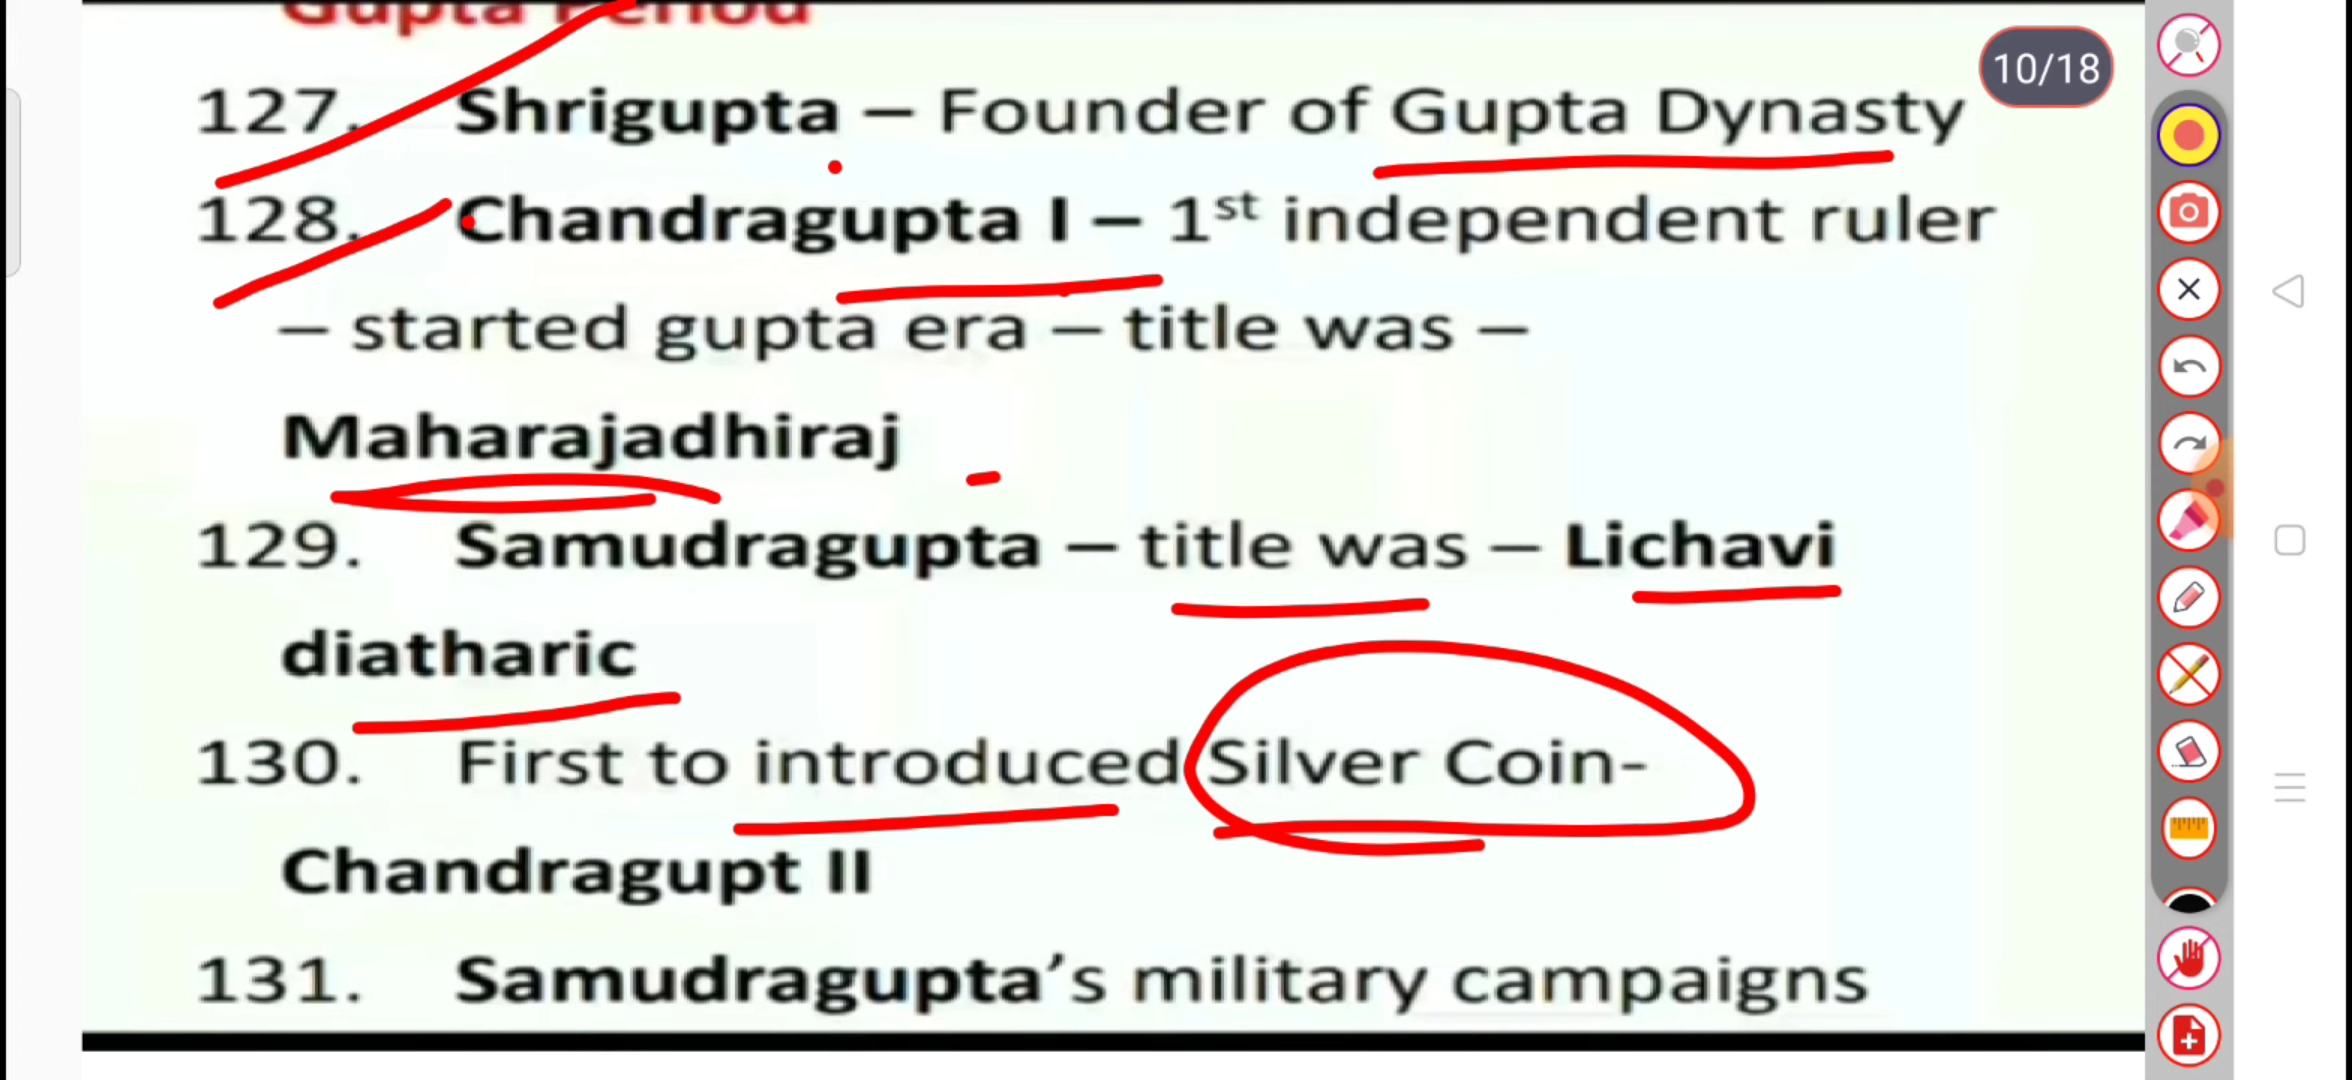 Gupta Period
10/18
127. Shrigupta – Founder of Gupta Dynasty
128. Chandragupta I – 1st independent ruler
– started gupta era – title was –
Maharajadhiraj
129. Samudragupta – title was – Lichavi
diatharic
130. First to introduced Silver Coin-
Chandragupt II
131. Samudragupta’s military campaigns